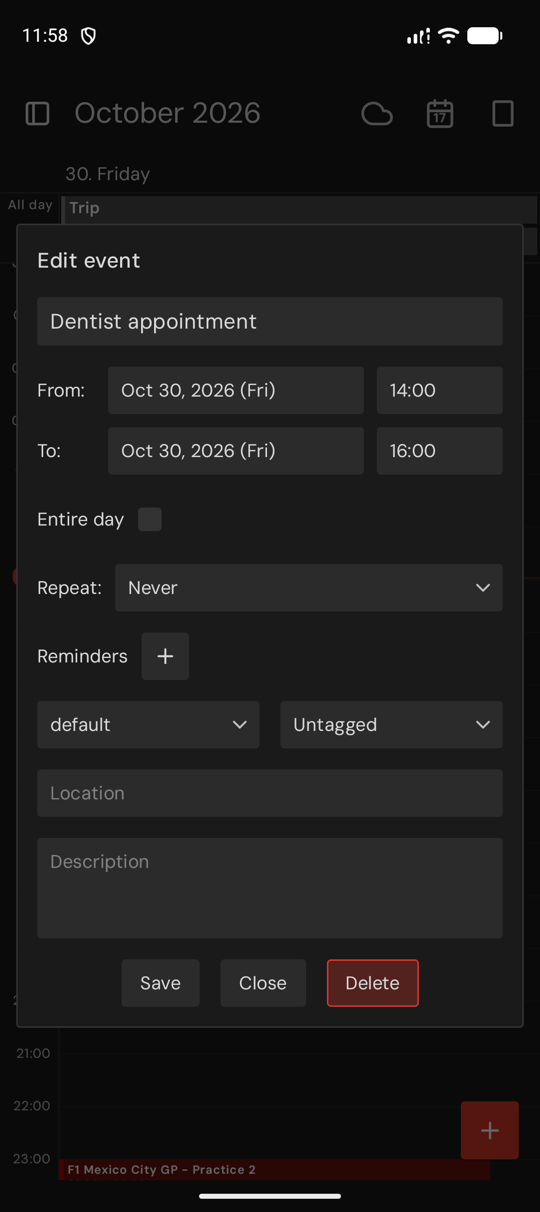 11:58
October 2026
17
30. Friday
All day
Trip
Edit event
Dentist appointment
From:
Oct 30, 2026 (Fri)
14:00
To:
Oct 30, 2026 (Fri)
16:00
Entire day
Repeat:
Never
Reminders
+
default
Untagged
Location
Description
Save
Close
Delete
21:00
22:00
+
23:00
F1 Mexico City GP - Practice 2